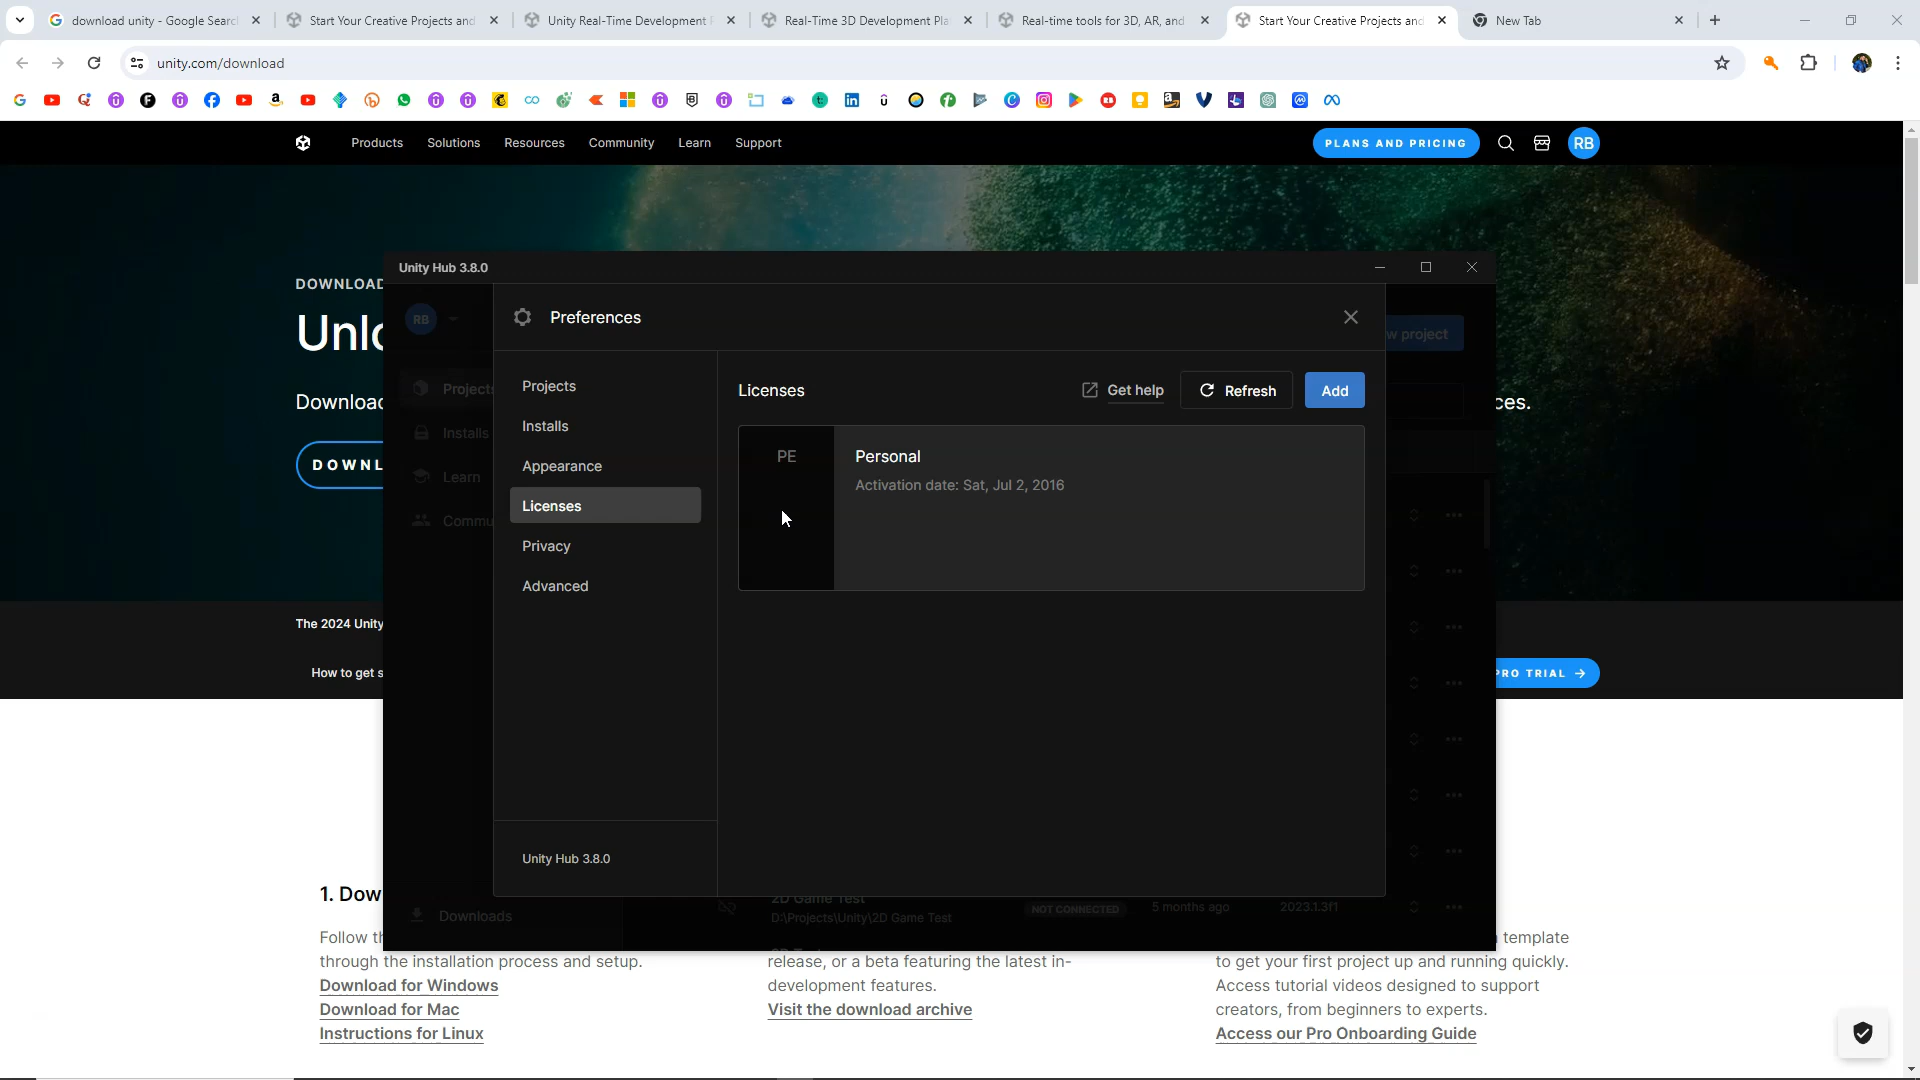 download unity - Google Searc
Start Your Creative Projects and
Unity Real-Time Development P
Real-Time 3D Development Pla
Real-time tools for 3D, AR, and
Start Your Creative Projects and
New Tab
unity.com/download
Products
Solutions
Resources
Community
Learn
Support
PLANS AND PRICING
RB
Unity Hub 3.8.0
DOWNLOAD
RB
Preferences
w project
Unlo
Projects
Projects
Licenses
Get help
Refresh
Add
Download
ces.
Installs
Installs
PE
Personal
DOWNL
Appearance
Learn
Activation date: Sat, Jul 2, 2016
Licenses
Commu
Privacy
Advanced
The 2024 Unity
How to get s
PRO TRIAL
Unity Hub 3.8.0
1. Dow
2D Game Test
Downloads
D:\Projects\Unity\2D Game Test
NOT CONNECTED
5 months ago
2023.1.3f1
Follow th
template
through the installation process and setup.
release, or a beta featuring the latest in-
to get your first project up and running quickly.
Download for Windows
development features.
Access tutorial videos designed to support
Download for Mac
Visit the download archive
creators, from beginners to experts.
Instructions for Linux
Access our Pro Onboarding Guide